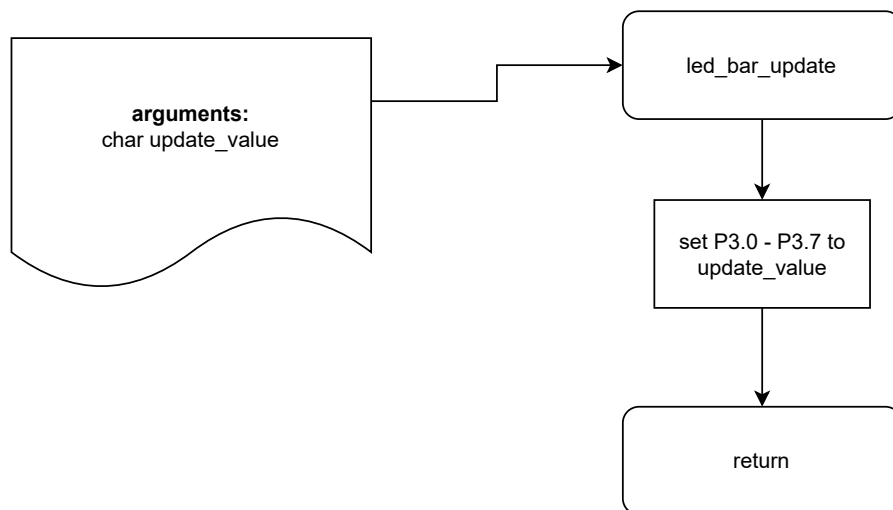 arguments:
char update_value
led_bar_update
set P3.0 - P3.7 to
update_value
return